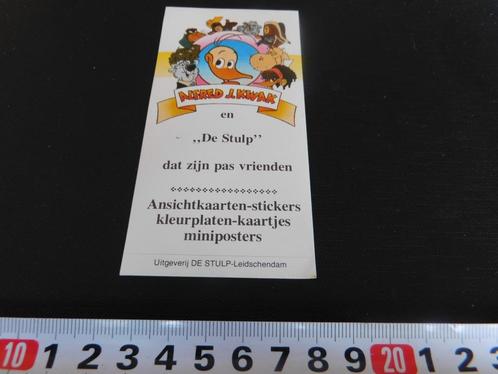 ALFRED J. KWAK
en
,,De Stulp”
dat zijn pas vrienden
Ansichtkaarten-stickers
kleurplaten-kaartjes
miniposters
Uitgeverij DE STULP-Leidschendam
10 1 2 3 4 5 6 7 8 9 20 1 2 3